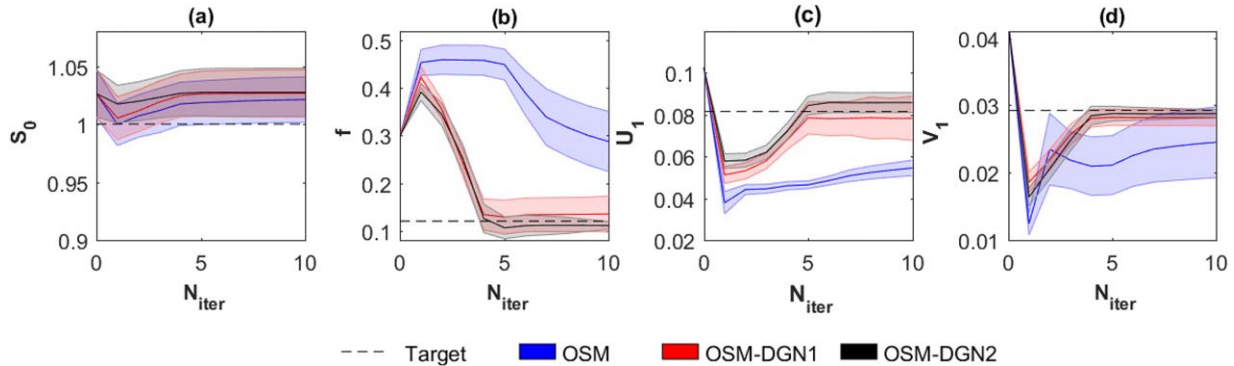 (a)
(b)
(c)
(d)
1.05
1
0.95
0.9
S0
0 5 10
Niter
0.5
0.4
0.3
0.2
0.1
f
0 5 10
Niter
0.1
0.08
0.06
0.04
0.02
U1
0 5 10
Niter
0.04
0.03
0.02
0.01
V1
0 5 10
Niter
Target OSM OSM-DGN1 OSM-DGN2